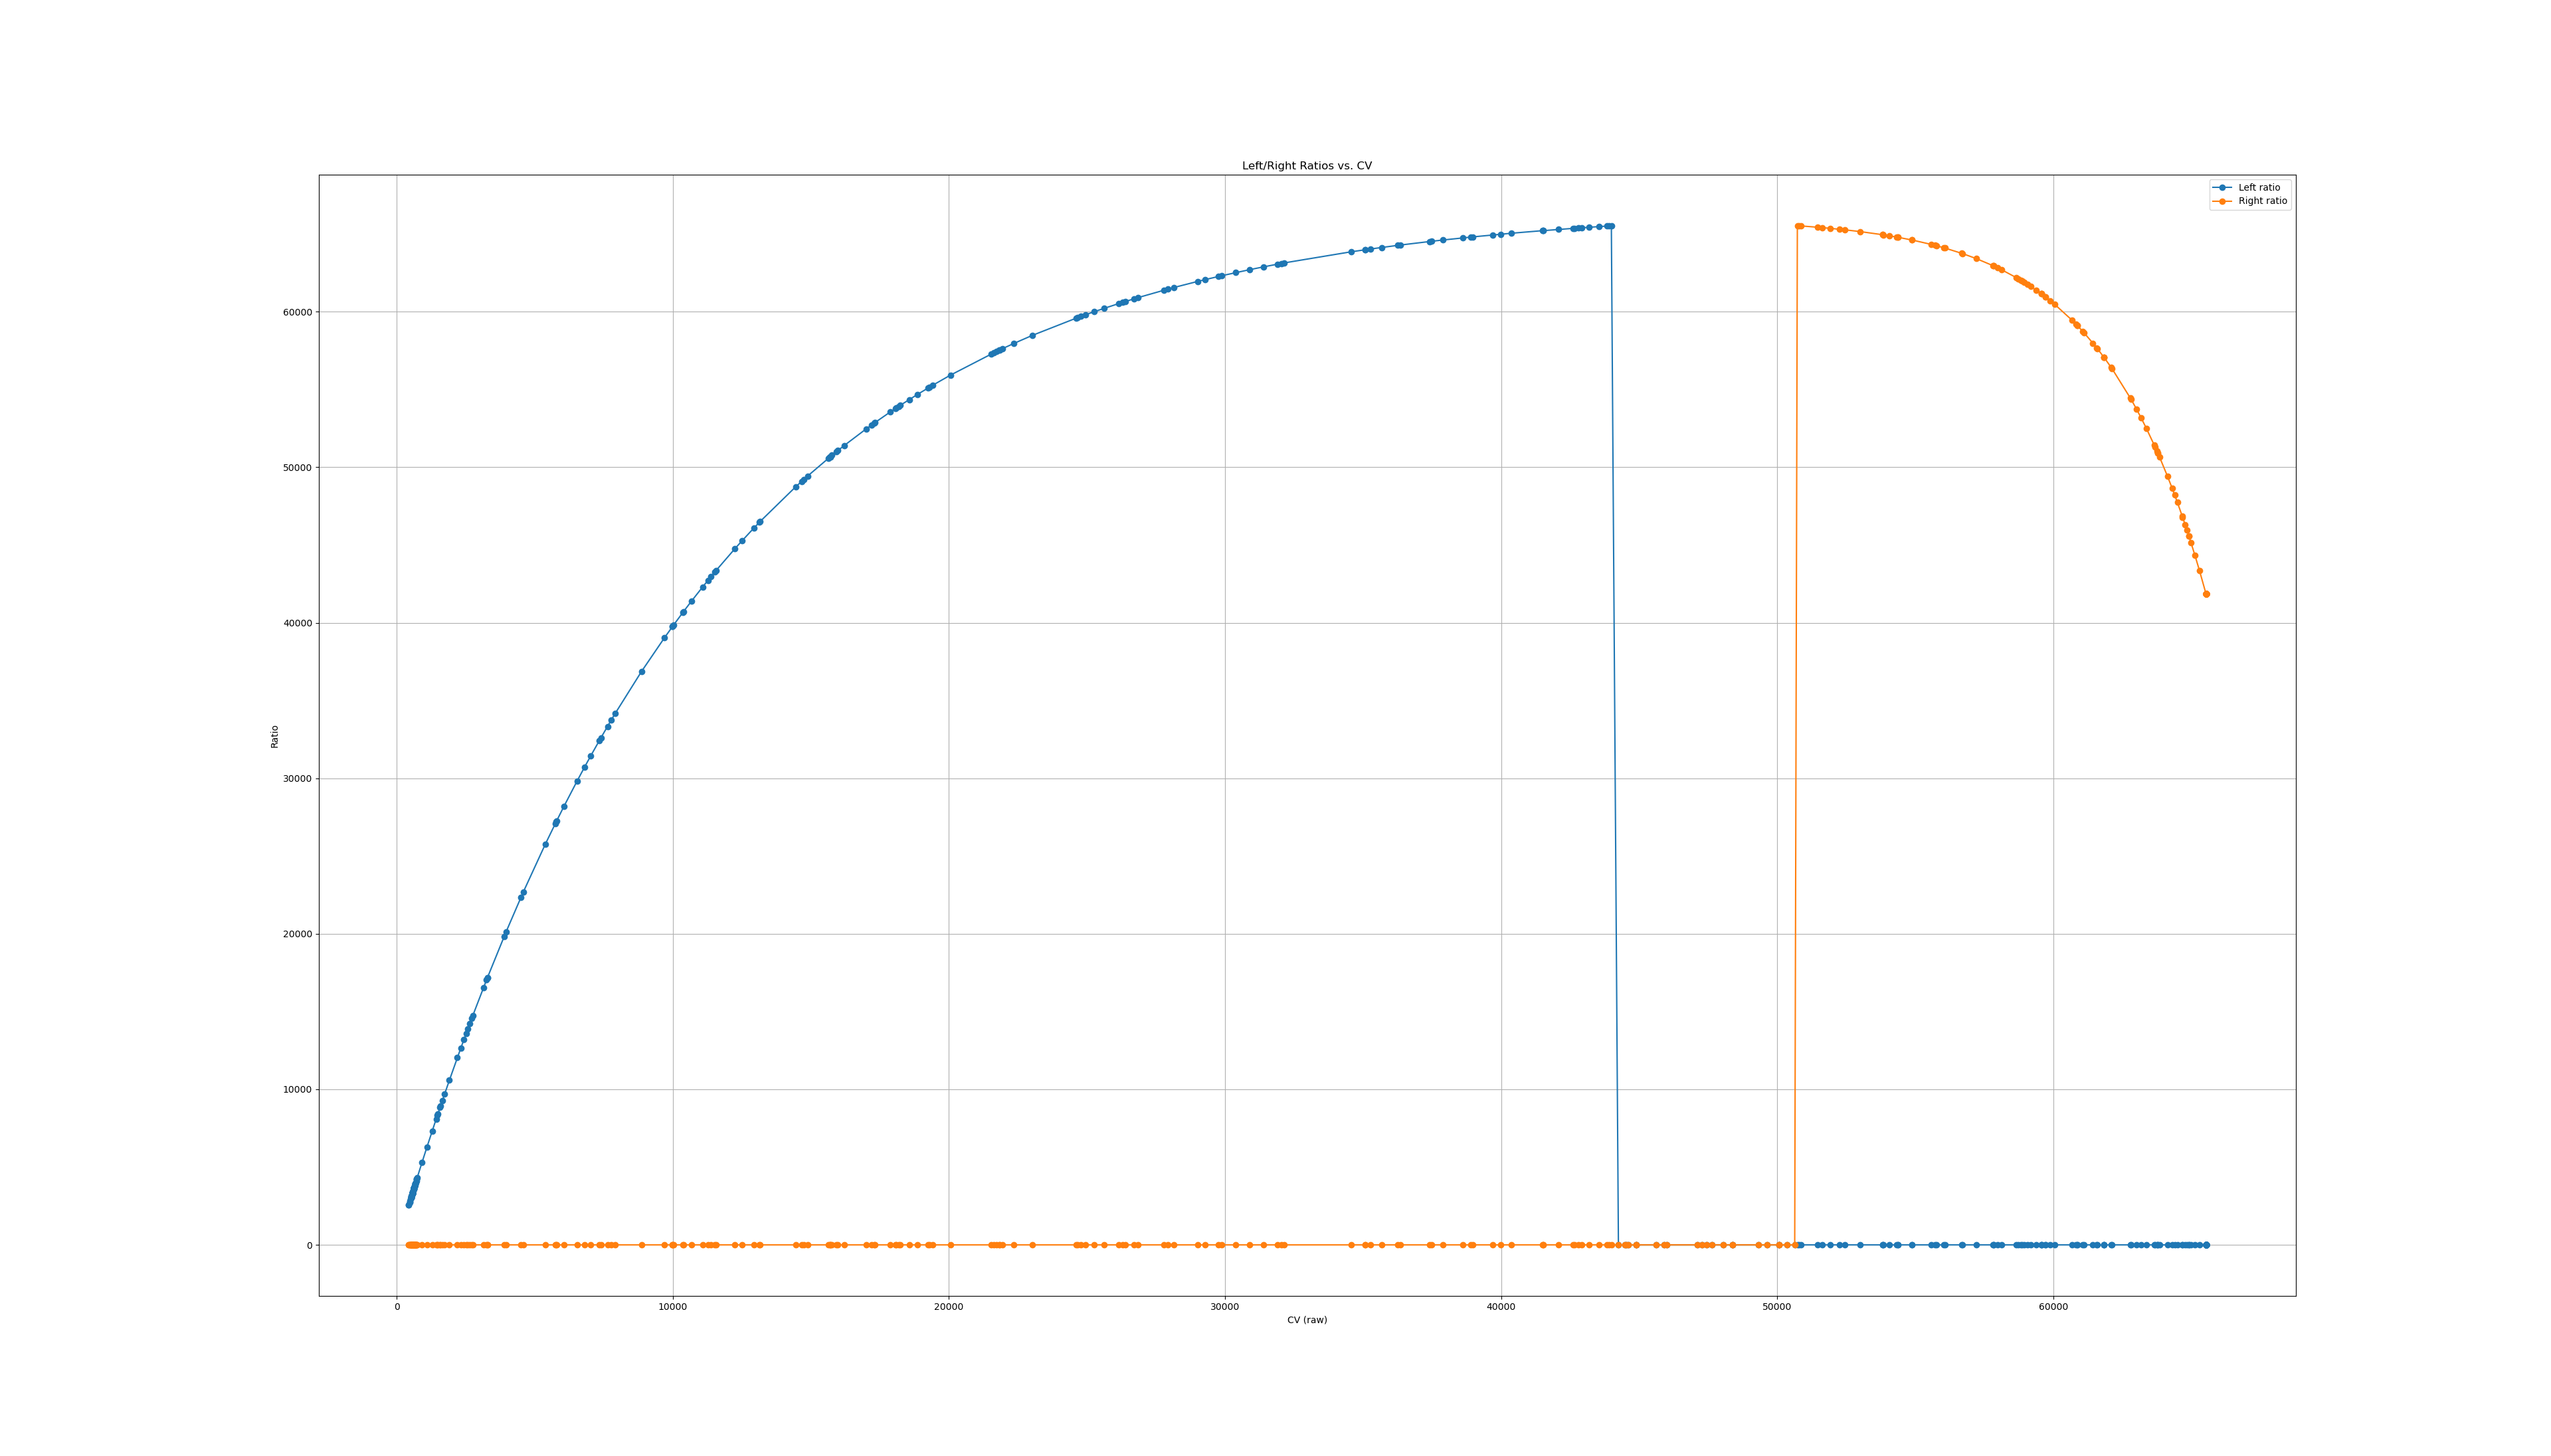 Left/Right Ratios vs. CV
Left ratio
Right ratio
60000
50000
40000
30000
20000
10000
0
Ratio
0 10000 20000 30000 40000 50000 60000
CV (raw)